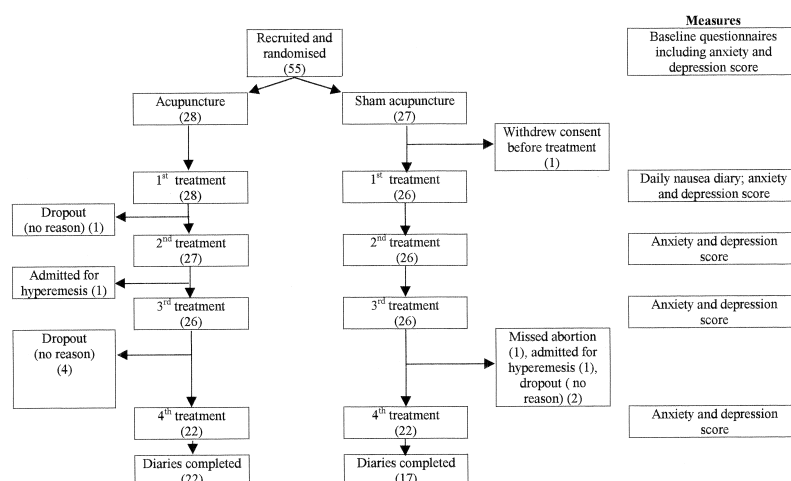 Measures
Recruited and
randomised
(55)
Baseline questionnaires
including anxiety and
depression score
Acupuncture
(28)
Sham acupuncture
(27)
Withdrew consent
before treatment
(1)
1st treatment
(28)
1st treatment
(26)
Daily nausea diary; anxiety
and depression score
Dropout
(no reason) (1)
2nd treatment
(27)
2nd treatment
(26)
Anxiety and depression
score
Admitted for
hyperemesis (1)
3rd treatment
(26)
3rd treatment
(26)
Anxiety and depression
score
Dropout
(no reason)
(4)
Missed abortion
(1), admitted for
hyperemesis (1),
dropout ( no
reason) (2)
4th treatment
(22)
4th treatment
(22)
Anxiety and depression
score
Diaries completed
(22)
Diaries completed
(17)